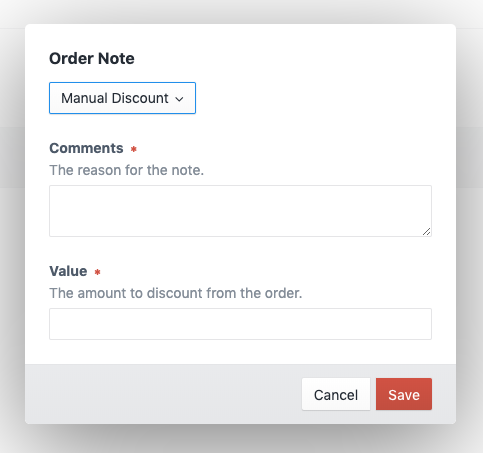 Order Note
Manual Discount
Comments *
The reason for the note.
Value *
The amount to discount from the order.
Cancel
Save